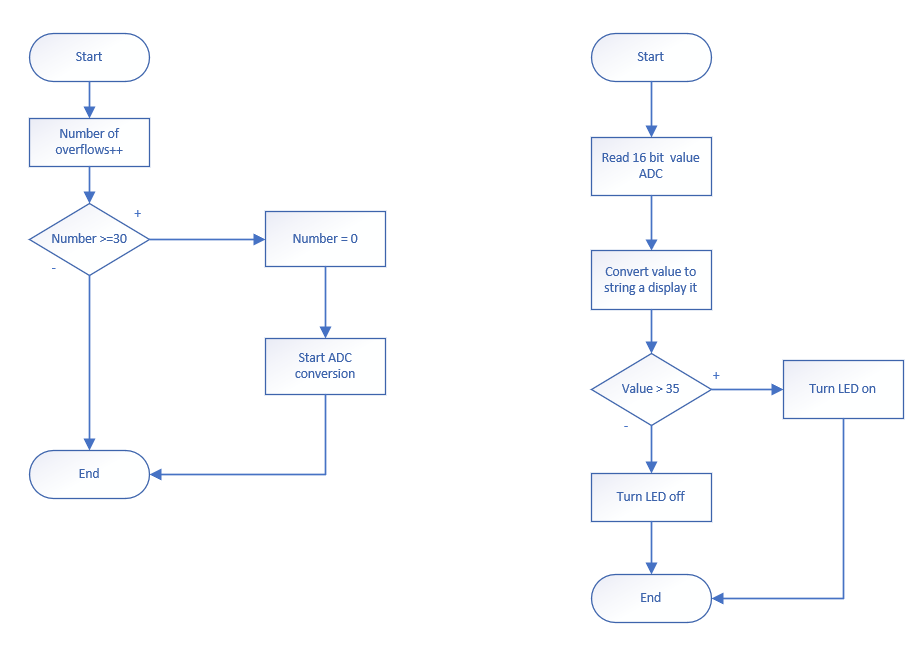 Start
Number of
overflows++
+
Number >=30
-
Number = 0
Start ADC
conversion
End
Start
Read 16 bit value
ADC
Convert value to
string a display it
+
Value > 35
-
Turn LED on
Turn LED off
End